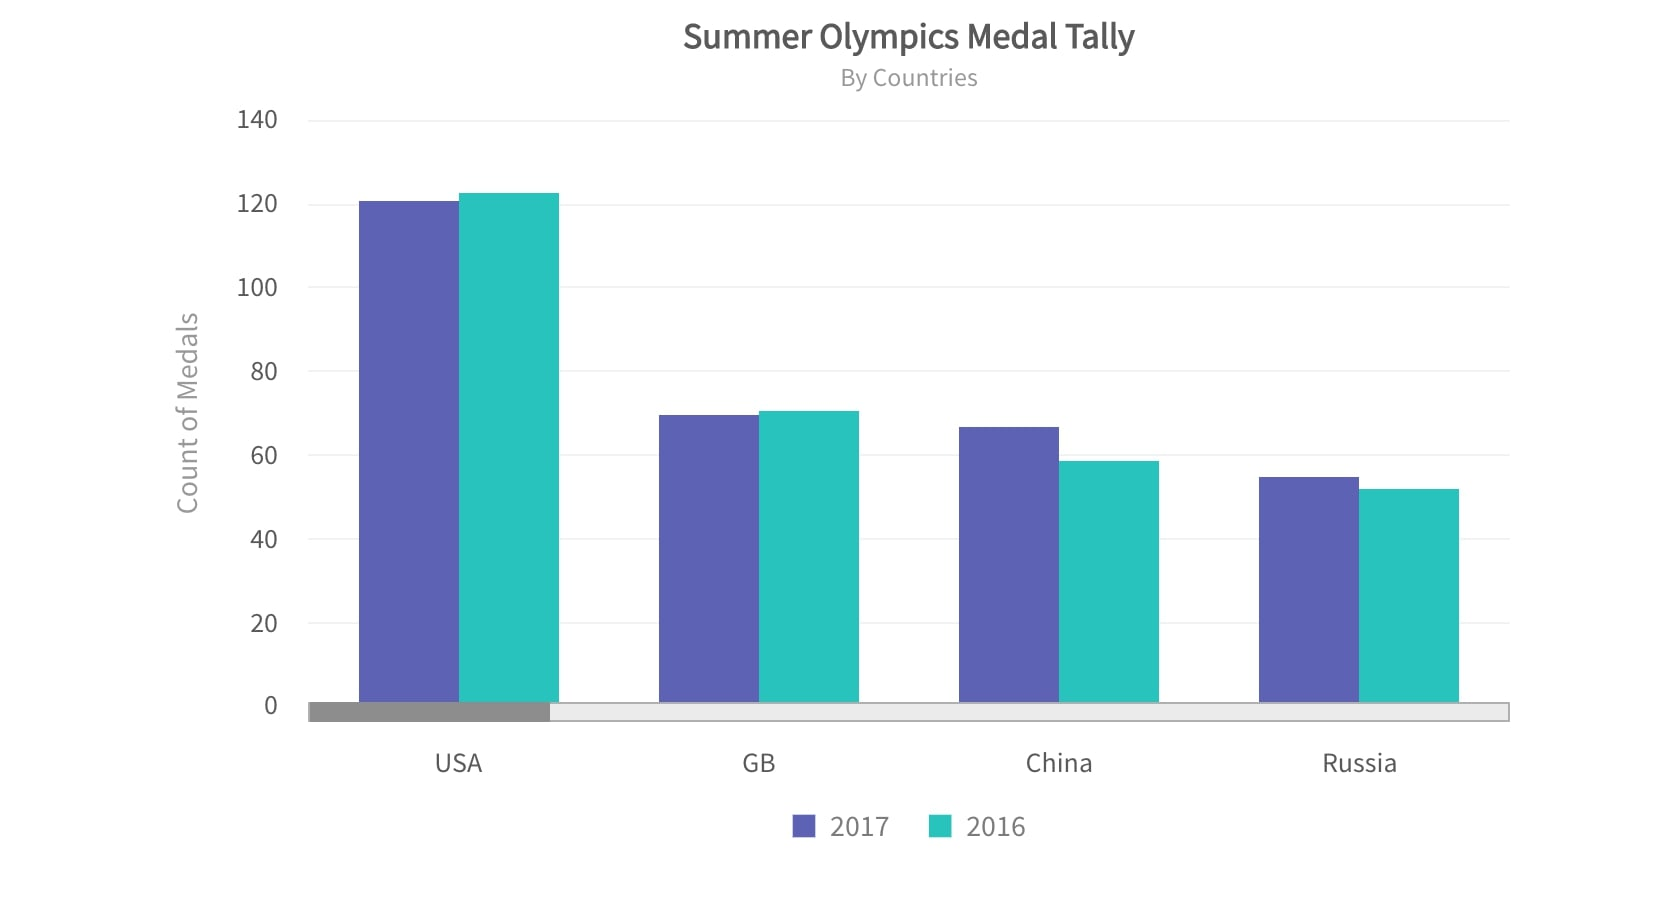 Summer Olympics Medal Tally
By Countries
140
120
100
80
60
40
20
0
Count of Medals
USA GB China Russia
2017 2016